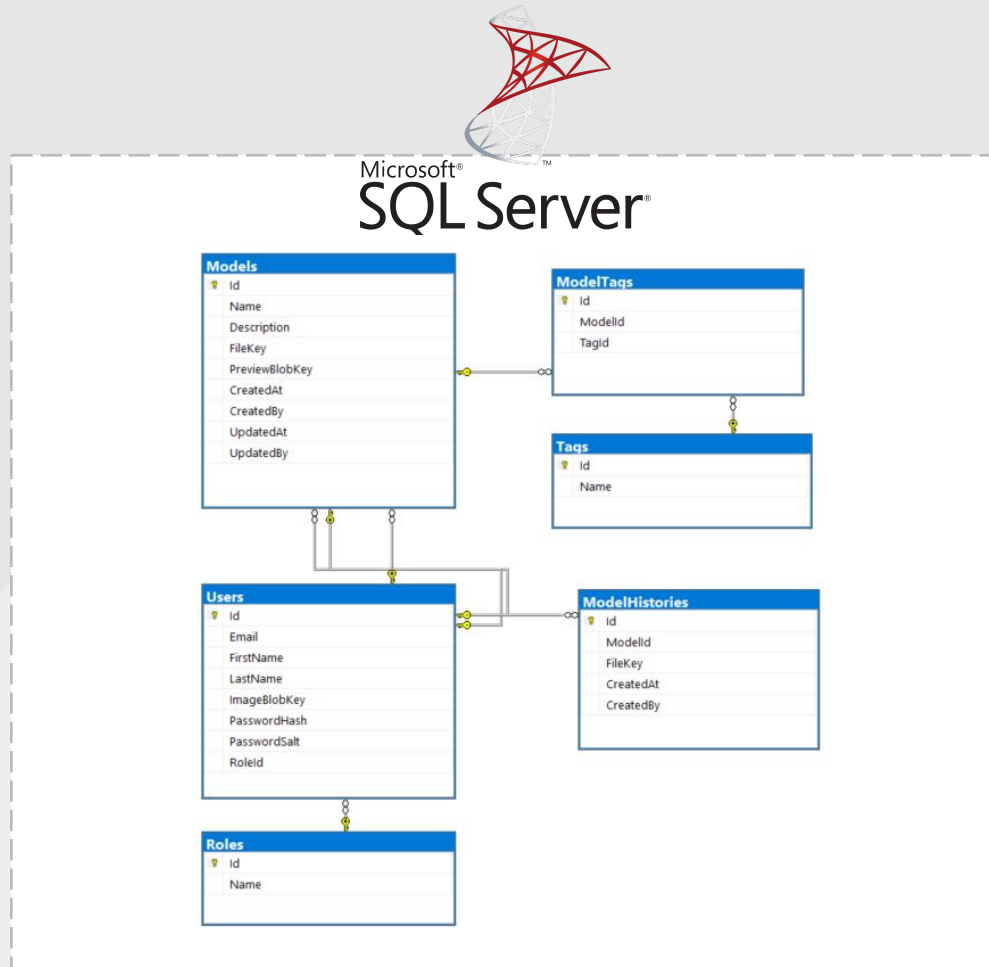 TM
Microsoft®
SQL Server®
Models
Id
Name
Description
FileKey
PreviewBlobKey
CreatedAt
CreatedBy
UpdatedAt
UpdatedBy
ModelTags
Id
ModelId
TagId
Tags
Id
Name
Users
Id
Email
FirstName
LastName
ImageBlobKey
PasswordHash
PasswordSalt
RoleId
ModelHistories
Id
ModelId
FileKey
CreatedAt
CreatedBy
Roles
Id
Name